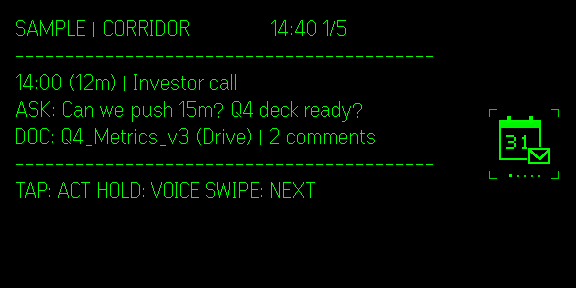 SAMPLE | CORRIDOR 14:40 1/5
------------------------------------------
14:00 (12m) | Investor call
ASK: Can we push 15m? Q4 deck ready?
DOC: Q4_Metrics_v3 (Drive) | 2 comments
------------------------------------------
TAP: ACT HOLD: VOICE SWIPE: NEXT
31